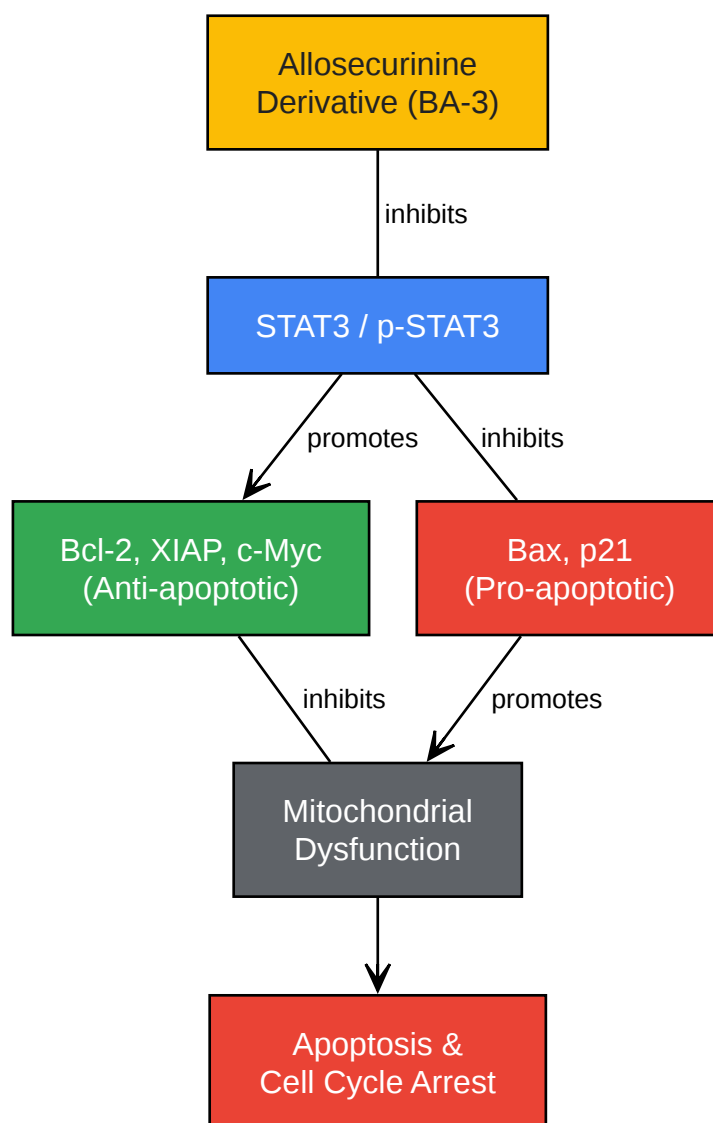 Allosecurinine
Derivative (BA-3)
inhibits
STAT3 / p-STAT3
promotes
inhibits
Bcl-2, XIAP, c-Myc
(Anti-apoptotic)
Bax, p21
(Pro-apoptotic)
inhibits
promotes
Mitochondrial
Dysfunction
Apoptosis &
Cell Cycle Arrest